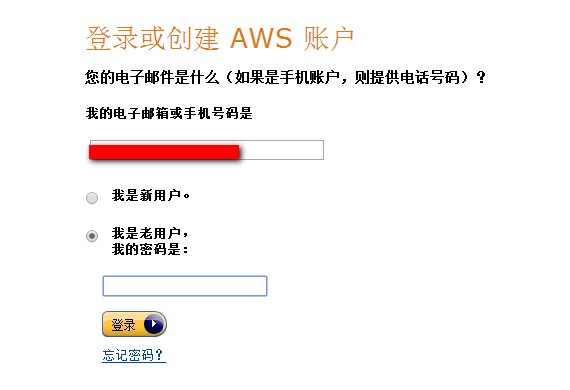 登录或创建 AWS 账户
您的电子邮件是什么（如果是手机账户，则提供电话号码）？
我的电子邮箱或手机号码是
我是新用户。
我是老用户，
我的密码是：
登录
忘记密码？